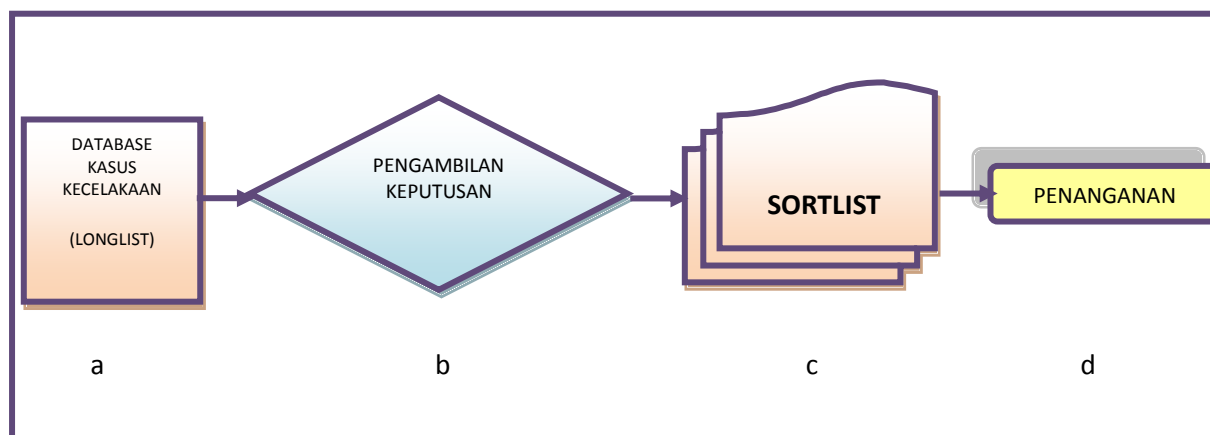 DATABASE
KASUS
KECELAKAAN
(LONGLIST)
PENGAMBILAN
KEPUTUSAN
SORTLIST
PENANGANAN
a
b
c
d